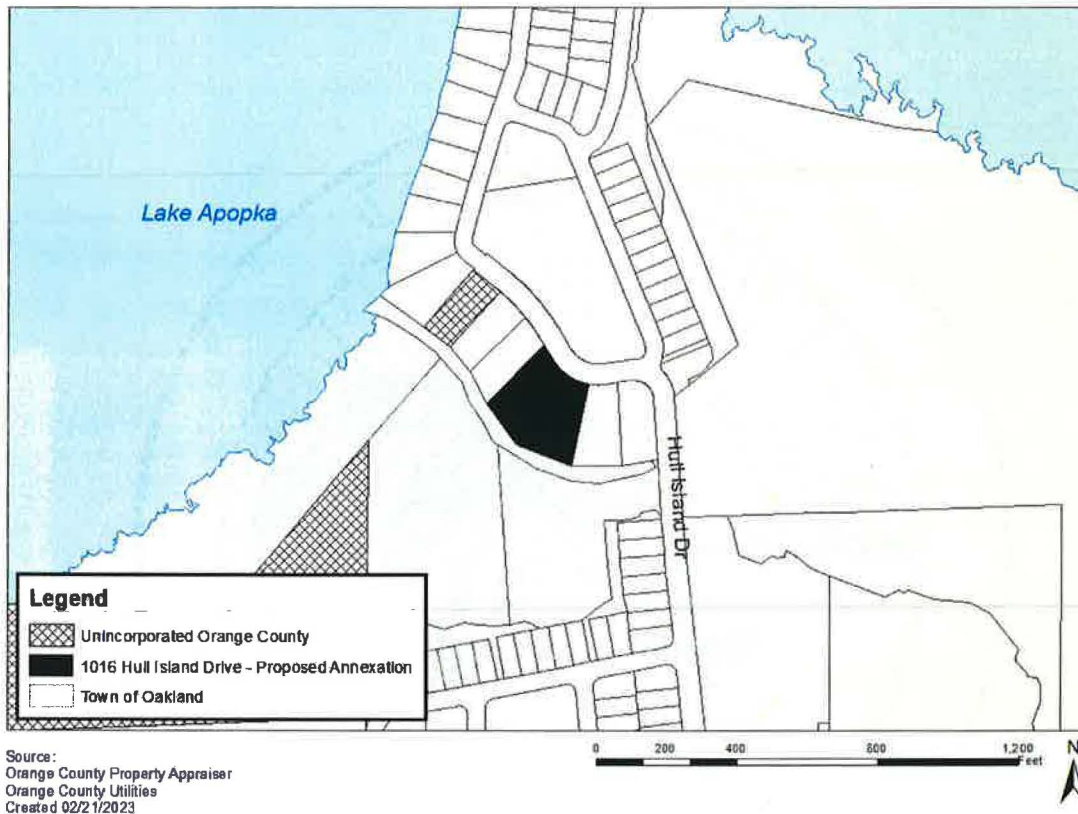 Lake Apopka
Hull Island Dr
Legend
Unincorporated Orange County
1016 Hull Island Drive - Proposed Annexation
Town of Oakland
Source:
Orange County Property Appraiser
Orange County Utilities
Created 02/21/2023
0 200 400 800 1,200
Feet
N